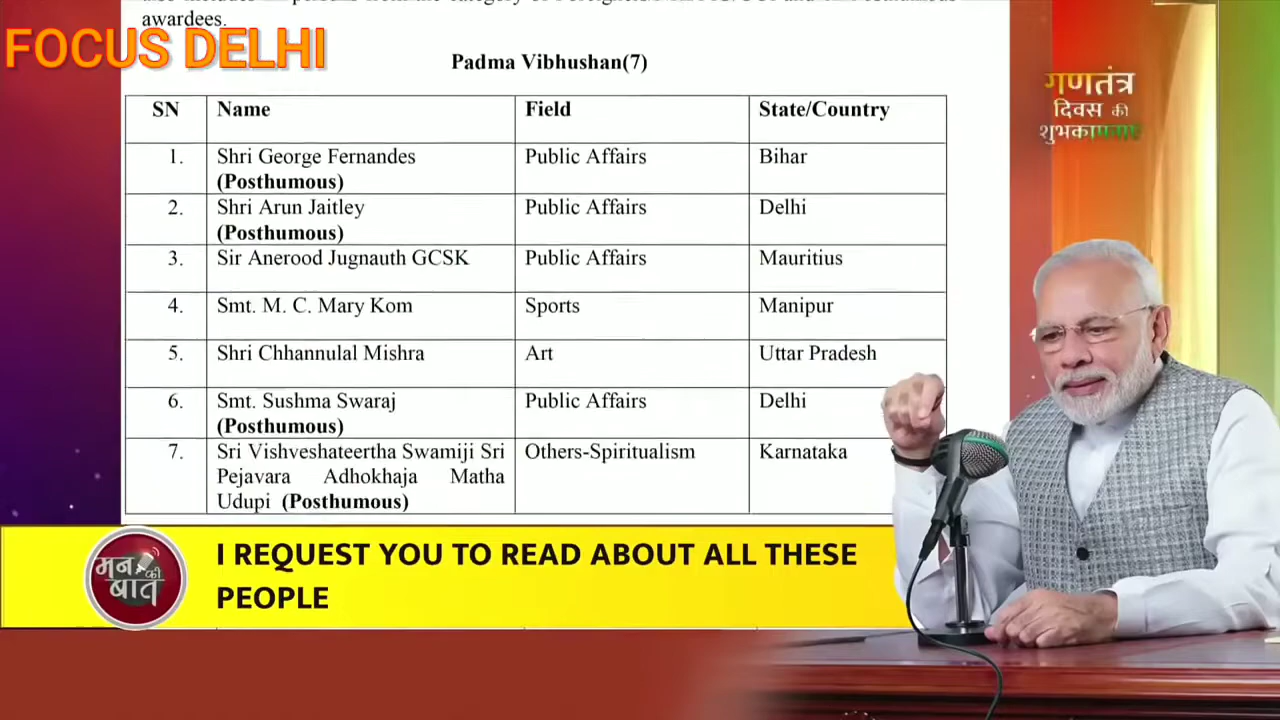 awardees.
FOCUS DELHI
Padma Vibhushan(7)
SN Name Field State/Country
1. Shri George Fernandes Public Affairs Bihar
(Posthumous)
2. Shri Arun Jaitley Public Affairs Delhi
(Posthumous)
3. Sir Anerood Jugnauth GCSK Public Affairs Mauritius
4. Smt. M. C. Mary Kom Sports Manipur
5. Shri Chhannulal Mishra Art Uttar Pradesh
6. Smt. Sushma Swaraj Public Affairs Delhi
(Posthumous)
7. Sri Vishveshateertha Swamiji Sri Others-Spiritualism Karnataka
Pejavara Adhokhaja Matha
Udupi (Posthumous)
गणतंत्र
दिवस की
शुभकामनाएं
मन
की
बात
I REQUEST YOU TO READ ABOUT ALL THESE
PEOPLE